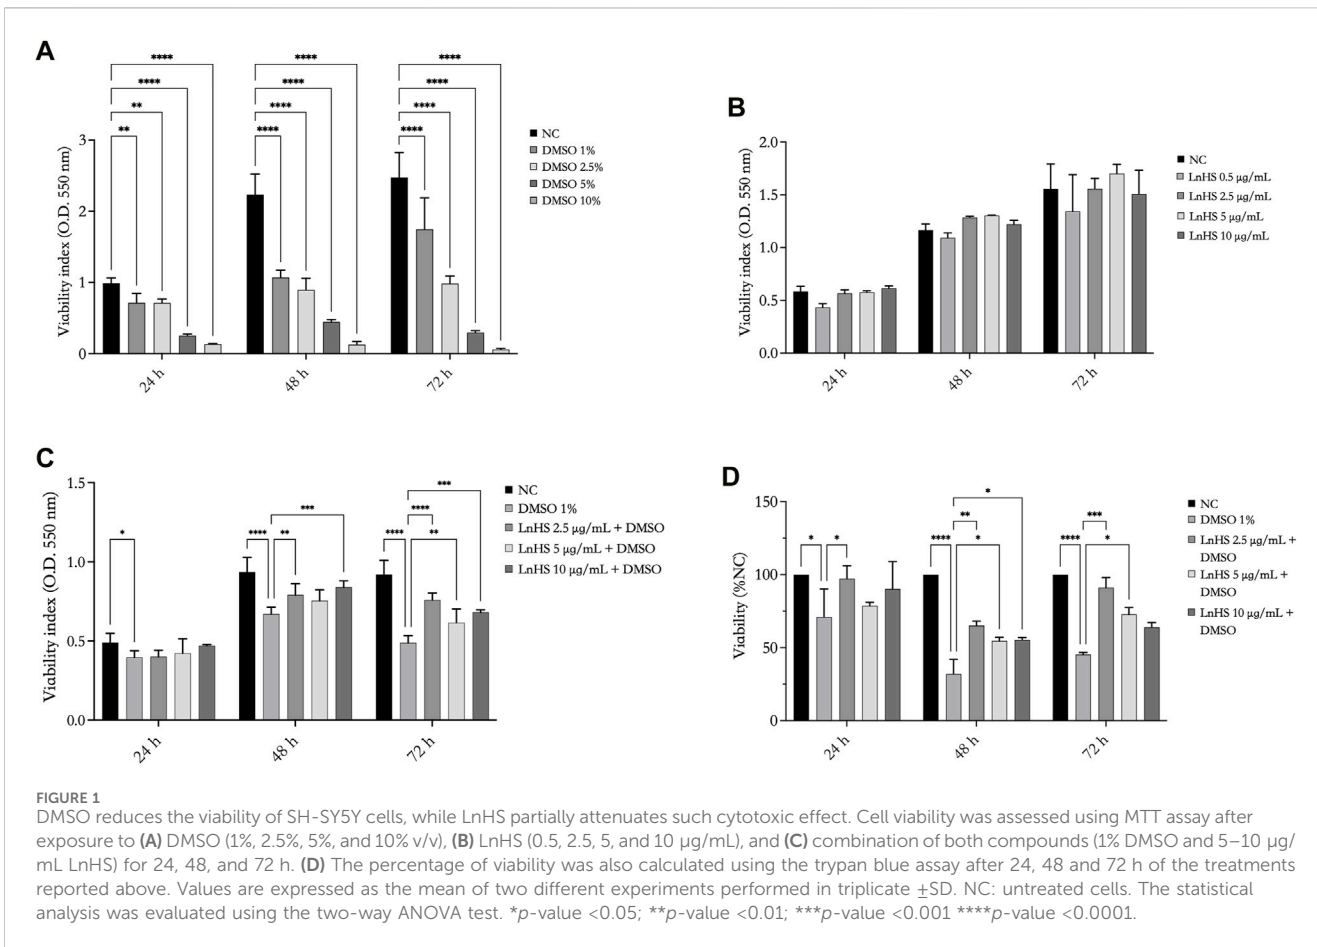 A
**** **** ****
**** **** ****
** **** ****
** **** ****
Viability index (O.D. 550 nm)
3
2
1
0
24 h
48 h
72 h
NC
DMSO 1%
DMSO 2.5%
DMSO 5%
DMSO 10%
B
Viability index (O.D. 550 nm)
2.0
1.5
1.0
0.5
0.0
24 h
48 h
72 h
NC
LnHS 0.5 µg/mL
LnHS 2.5 µg/mL
LnHS 5 µg/mL
LnHS 10 µg/mL
C
Viability index (O.D. 550 nm)
1.5
1.0
0.5
0.0
*
***
**** **
***
****
**** **
24 h
48 h
72 h
NC
DMSO 1%
LnHS 2.5 µg/mL + DMSO
LnHS 5 µg/mL + DMSO
LnHS 10 µg/mL + DMSO
D
Viability (%NC)
150
100
50
0
* *
*
**
**** *
***
**** *
24 h
48 h
72 h
NC
DMSO 1%
LnHS 2.5 µg/mL +
DMSO
LnHS 5 µg/mL +
DMSO
LnHS 10 µg/mL +
DMSO
FIGURE 1
DMSO reduces the viability of SH-SY5Y cells, while LnHS partially attenuates such cytotoxic effect. Cell viability was assessed using MTT assay after
exposure to (A) DMSO (1%, 2.5%, 5%, and 10% v/v), (B) LnHS (0.5, 2.5, 5, and 10 µg/mL), and (C) combination of both compounds (1% DMSO and 5–10 µg/
mL LnHS) for 24, 48, and 72 h. (D) The percentage of viability was also calculated using the trypan blue assay after 24, 48 and 72 h of the treatments
reported above. Values are expressed as the mean of two different experiments performed in triplicate ±SD. NC: untreated cells. The statistical
analysis was evaluated using the two-way ANOVA test. *p-value <0.05; **p-value <0.01; ***p-value <0.001 ****p-value <0.0001.